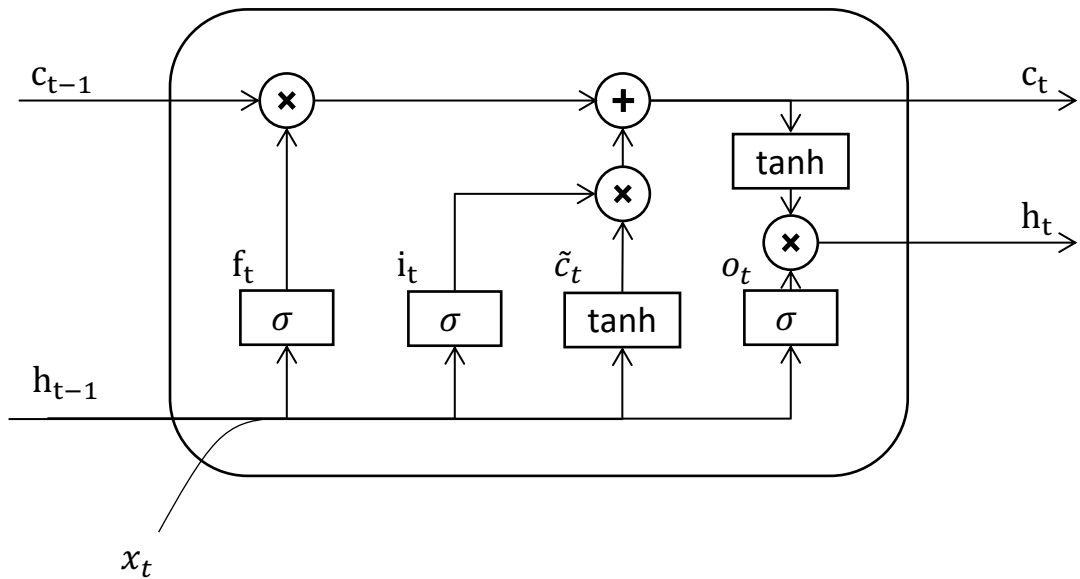 c_{t−1} × + c_t
tanh
× h_t
×
f_t i_t c̃_t o_t
σ σ tanh σ
h_{t−1}
x_t